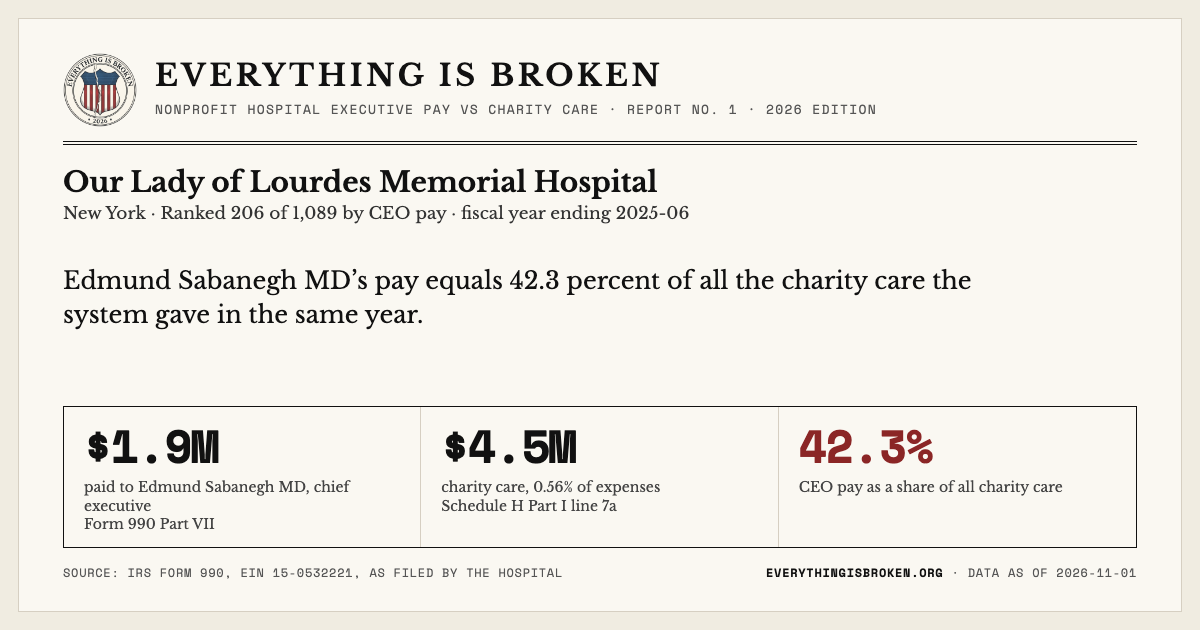 EVERYTHING IS BROKEN
2026
EVERYTHING IS BROKEN
NONPROFIT HOSPITAL EXECUTIVE PAY VS CHARITY CARE · REPORT NO. 1 · 2026 EDITION
Our Lady of Lourdes Memorial Hospital
New York · Ranked 206 of 1,089 by CEO pay · fiscal year ending 2025-06
Edmund Sabanegh MD’s pay equals 42.3 percent of all the charity care the
system gave in the same year.
$1.9M
paid to Edmund Sabanegh MD, chief
executive
Form 990 Part VII
$4.5M
charity care, 0.56% of expenses
Schedule H Part I line 7a
42.3%
CEO pay as a share of all charity care
SOURCE: IRS FORM 990, EIN 15-0532221, AS FILED BY THE HOSPITAL
EVERYTHINGISBROKEN.ORG · DATA AS OF 2026-11-01